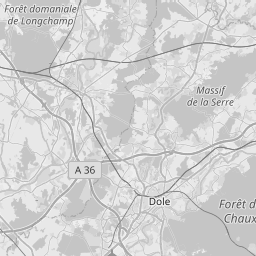 Forêt domaniale
de Longchamp
Massif
de la Serre
A 36
Dole
Forêt d
Chaux